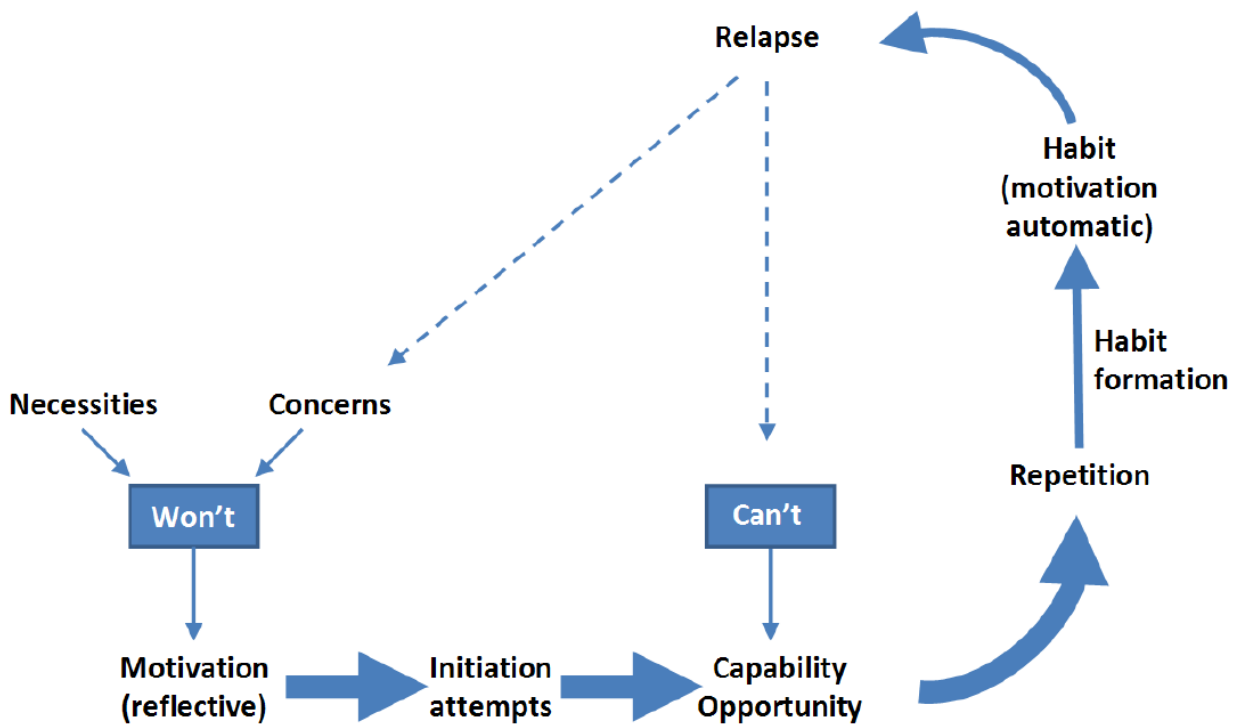 Relapse
Habit
(motivation
automatic)
Habit
formation
Necessities
Concerns
Repetition
Won't
Can't
Motivation
(reflective)
Initiation
attempts
Capability
Opportunity